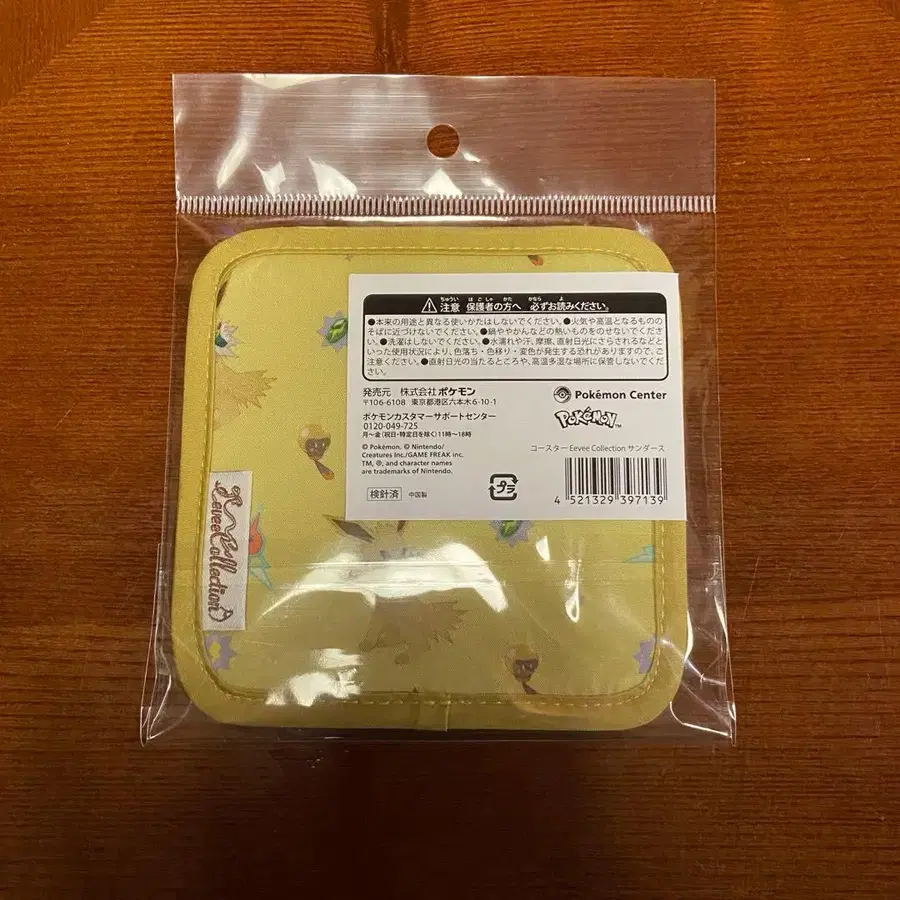 注意 保護者の方へ 必ずお読みください。
●本来の用途と異なる使いかたはしないでください。●火気や高温となるもの
のそばに近づけないでください。●鍋ややかんなどの熱いものをのせないでくださ
い。●洗濯はしないでください。●水濡れや汗、摩擦、直射日光にさらされるなどと
いった使用状況により、色落ち・色移り・変色が発生する恐れがありますので、ご
注意ください。●直射日光の当たるところや、高温多湿な場所に保管しないでくだ
さい。
発売元 株式会社ポケモン
〒106-6108 東京都港区六本木6-10-1
ポケモンカスタマーサポートセンター
0120-049-725
月〜金(祝日・特定日を除く)11時〜18時
© Pokémon. © Nintendo/
Creatures Inc./GAME FREAK inc.
TM, ®, and character names
are trademarks of Nintendo.
検針済 中国製
プラ
Pokémon Center
POKÉMON™
コースター Eevee Collection サンダース
4 521329 397139
Eevee Collection